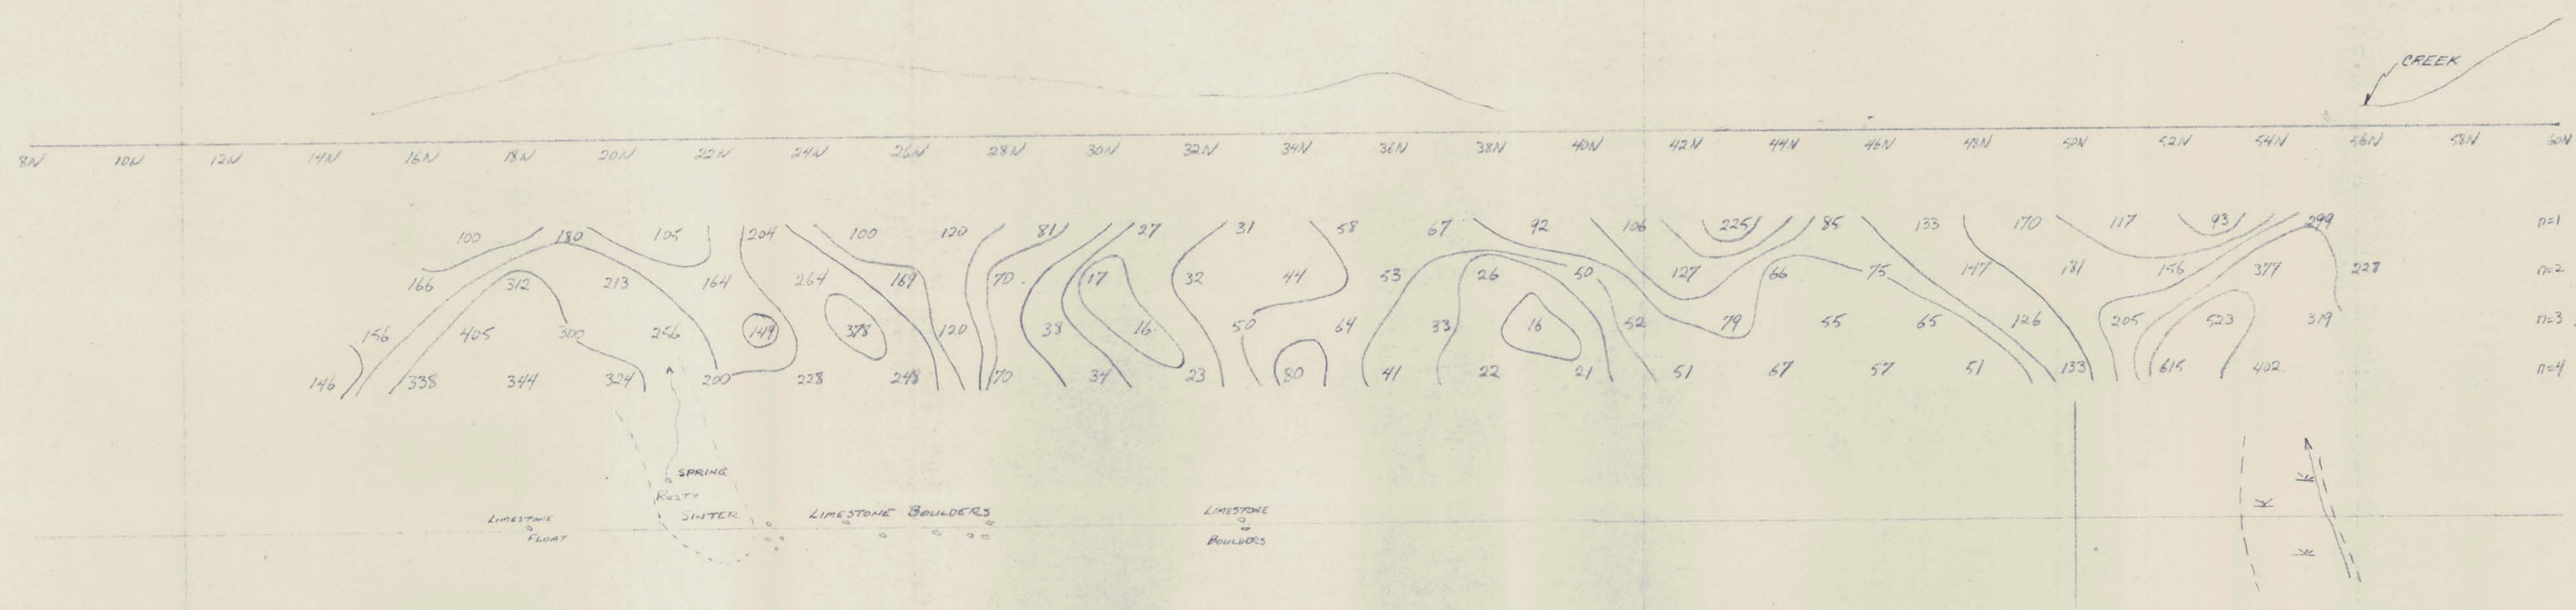 CREEK
8N 10N 12N 14N 16N 18N 20N 22N 24N 26N 28N 30N 32N 34N 36N 38N 40N 42N 44N 46N 48N 50N 52N 54N 56N 58N 60N
100 180 105 204 100 120 81 27 31 58 67 92 106 225 85 133 170 117 93 299 n=1
166 312 213 164 264 169 70 17 32 44 53 26 50 127 66 75 147 181 156 377 228 n=2
156 405 300 256 149 378 120 38 16 50 64 33 16 52 79 55 65 126 205 523 319 n=3
146 338 344 324 200 228 248 70 34 23 80 41 22 21 51 67 57 51 133 615 402 n=4
SPRING
RUSTY
SINTER
LIMESTONE
FLOAT
LIMESTONE BOULDERS
LIMESTONE
BOULDERS
K
K
K